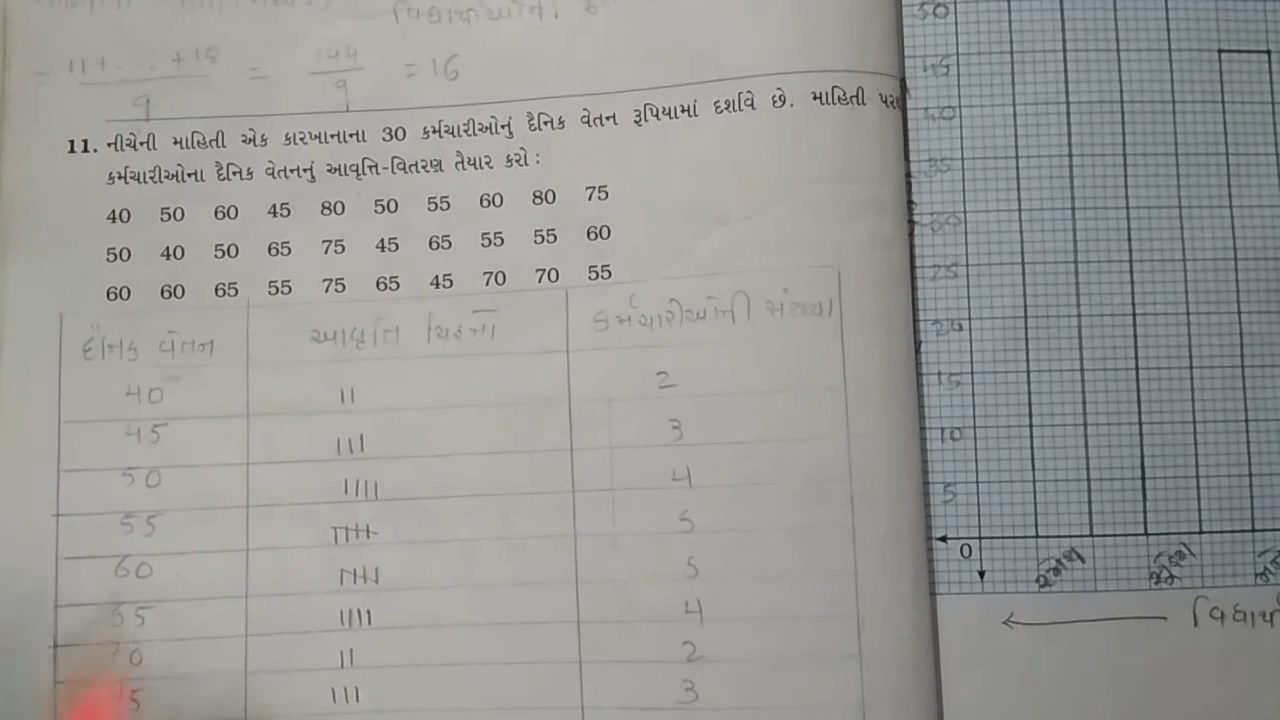 11 + . . . + 18 / 9 = 144 / 9 = 16
11. નીચેની માહિતી એક કારખાનાના 30 કર્મચારીઓનું દૈનિક વેતન રૂપિયામાં દર્શાવે છે. માહિતી
કર્મચારીઓના દૈનિક વેતનનું આવૃત્તિ-વિતરણ તૈયાર કરો :
40 50 60 45 80 50 55 60 80 75
50 40 50 65 75 45 65 55 55 60
60 60 65 55 75 65 45 70 70 55
દૈનિક વેતન આવૃતિ ચિહ્નો કર્મચારીઓની સંખ્યા
40 || 2
45 ||| 3
50 |||| 4
55 5
60 5
65 |||| 4
70 || 2
75 ||| 3
50
45
40
35
30
25
20
15
10
5
0